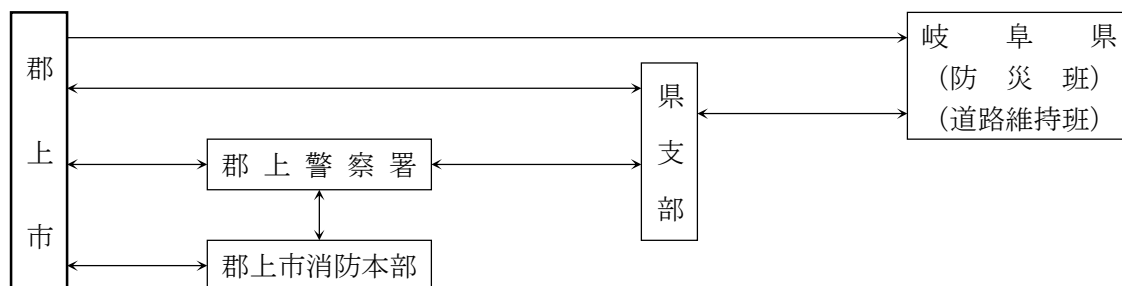 郡上市
岐阜県
（防災班）
（道路維持班）
県支部
郡上警察署
郡上市消防本部